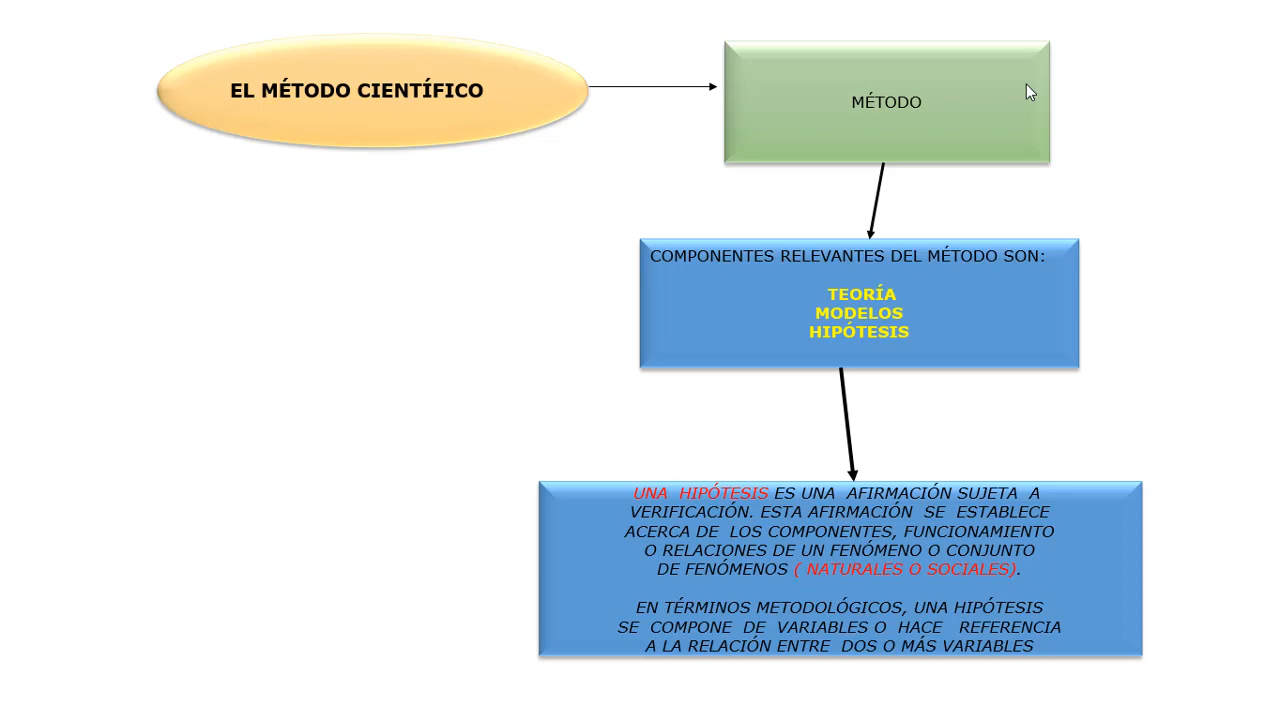 EL MÉTODO CIENTÍFICO
MÉTODO
COMPONENTES RELEVANTES DEL MÉTODO SON:
TEORÍA
MODELOS
HIPÓTESIS
UNA HIPÓTESIS ES UNA AFIRMACIÓN SUJETA A
VERIFICACIÓN. ESTA AFIRMACIÓN SE ESTABLECE
ACERCA DE LOS COMPONENTES, FUNCIONAMIENTO
O RELACIONES DE UN FENÓMENO O CONJUNTO
DE FENÓMENOS ( NATURALES O SOCIALES).
EN TÉRMINOS METODOLÓGICOS, UNA HIPÓTESIS
SE COMPONE DE VARIABLES O HACE REFERENCIA
A LA RELACIÓN ENTRE DOS O MÁS VARIABLES